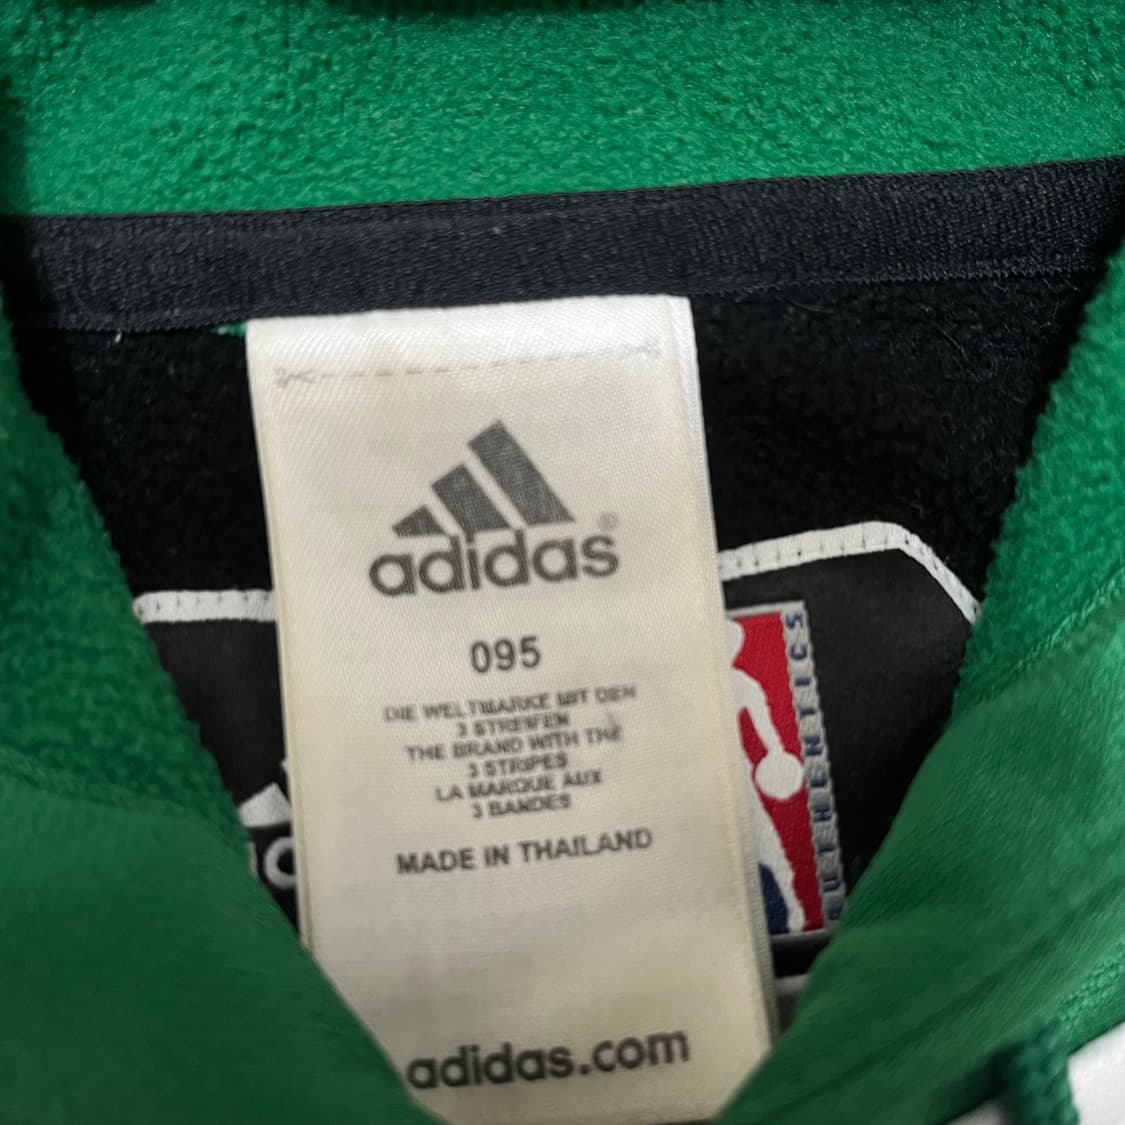 adidas®
095
DIE WELTMARKE MIT DEN
3 STREIFEN
THE BRAND WITH THE
3 STRIPES
LA MARQUE AUX
3 BANDES
MADE IN THAILAND
adidas.com
AUTHENTICS